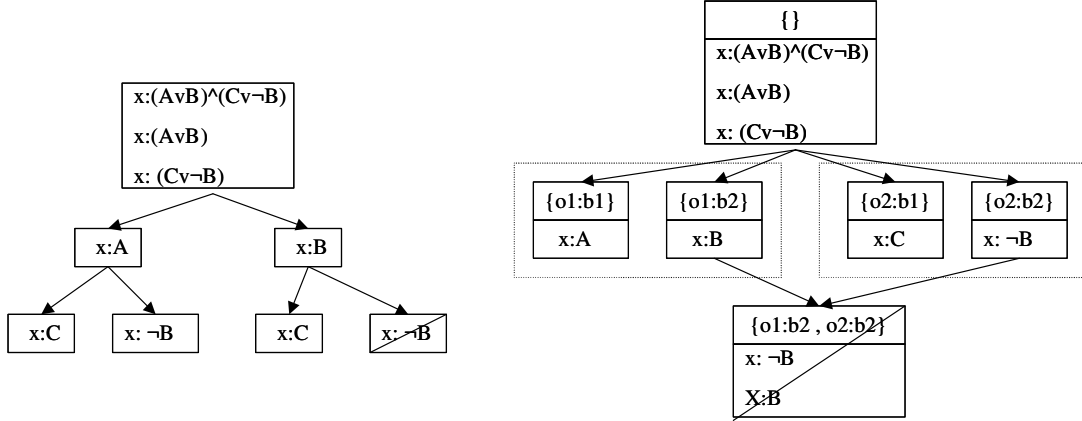 x:(AvB)^(Cv¬B)
x:(AvB)
x: (Cv¬B)
x:A
x:B
x:C
x: ¬B
x:C
x: ¬B
{}
x:(AvB)^(Cv¬B)
x:(AvB)
x: (Cv¬B)
{o1:b1}
x:A
{o1:b2}
x:B
{o2:b1}
x:C
{o2:b2}
x: ¬B
{o1:b2 , o2:b2}
x: ¬B
X:B